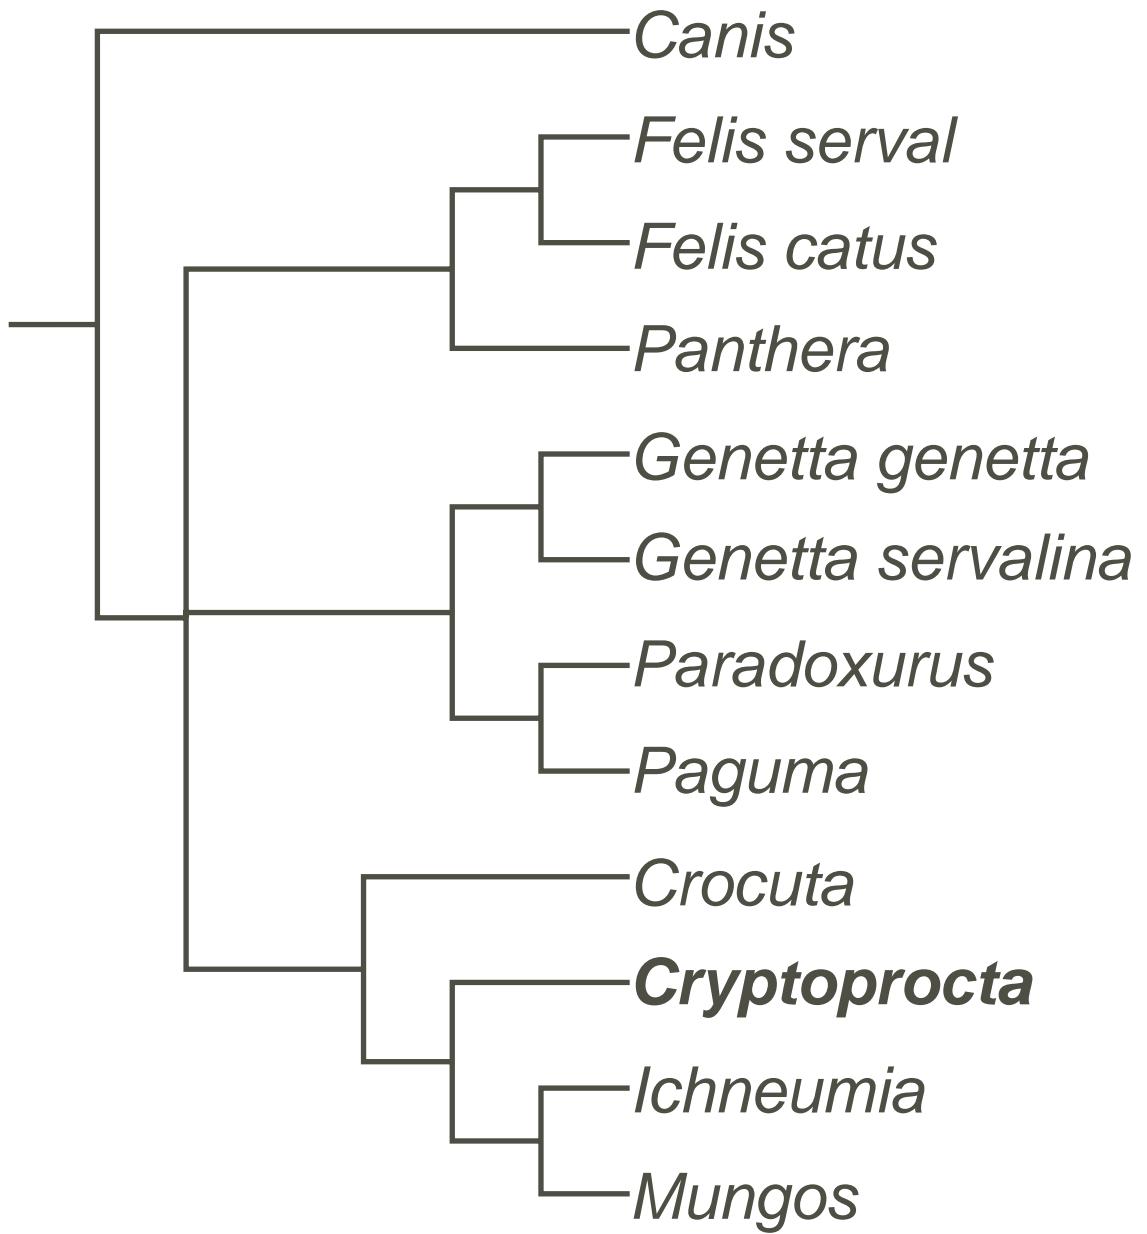 Canis
Felis serval
Felis catus
Panthera
Genetta genetta
Genetta servalina
Paradoxurus
Paguma
Crocuta
Cryptoprocta
Ichneumia
Mungos